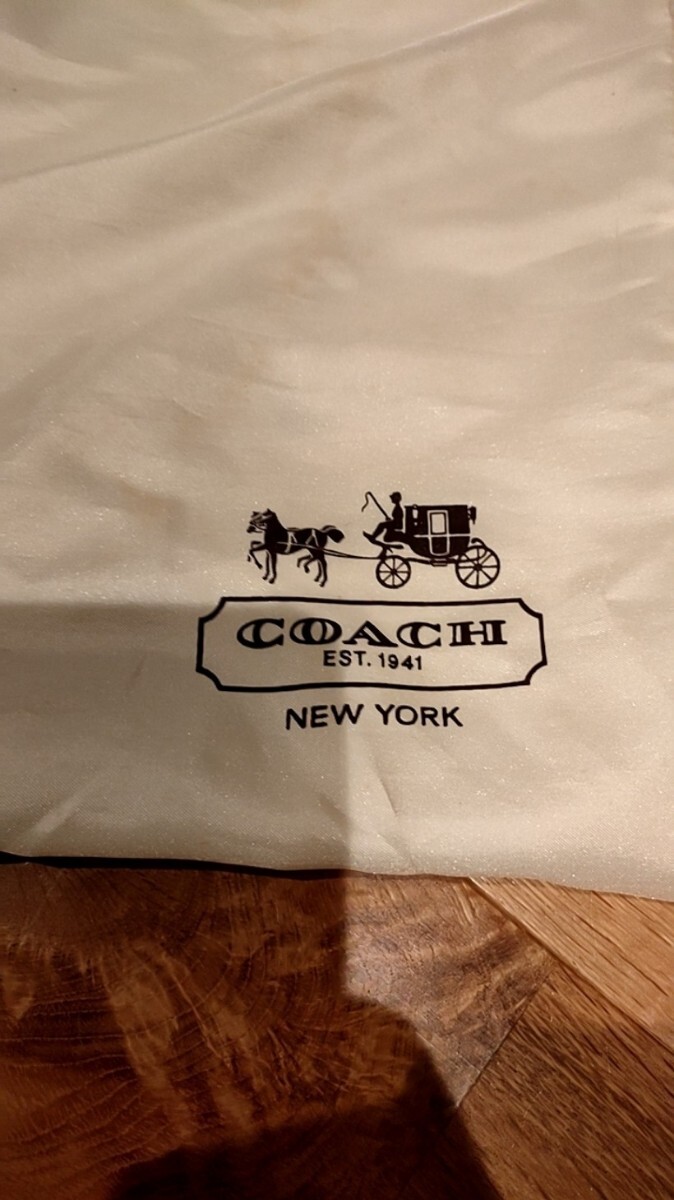 COACH
EST. 1941
NEW YORK